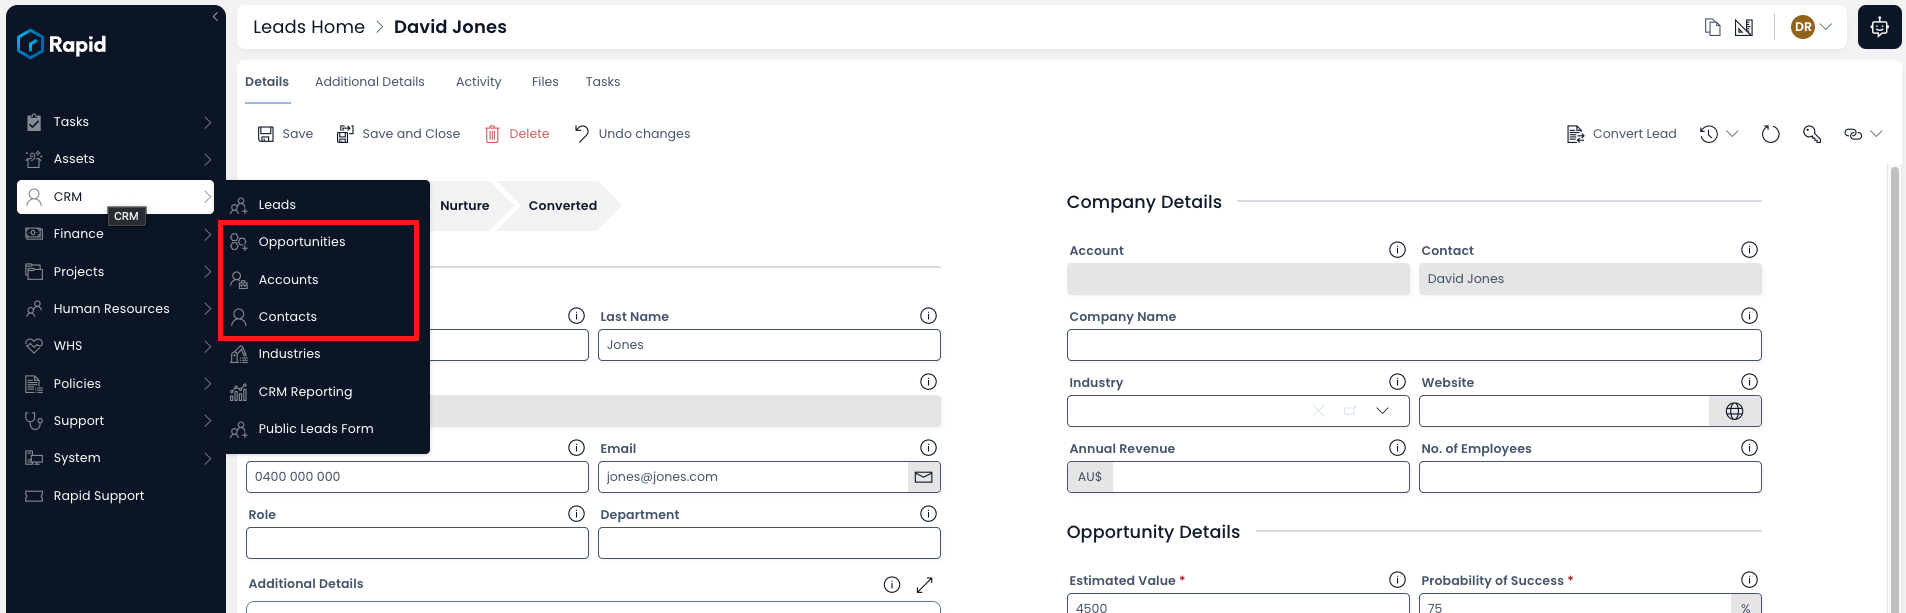 Rapid
Leads Home > David Jones
DR
Details Additional Details Activity Files Tasks
Save Save and Close Delete Undo changes Convert Lead
Tasks
Assets
CRM
CRM
Finance
Projects
Human Resources
WHS
Policies
Support
System
Rapid Support
Leads
Opportunities
Accounts
Contacts
Industries
CRM Reporting
Public Leads Form
Nurture Converted
Last Name
Jones
Email
0400 000 000 jones@jones.com
Role Department
Additional Details
Company Details
Account Contact
David Jones
Company Name
Industry Website
Annual Revenue No. of Employees
AU$
Opportunity Details
Estimated Value * Probability of Success *
4500 75 %